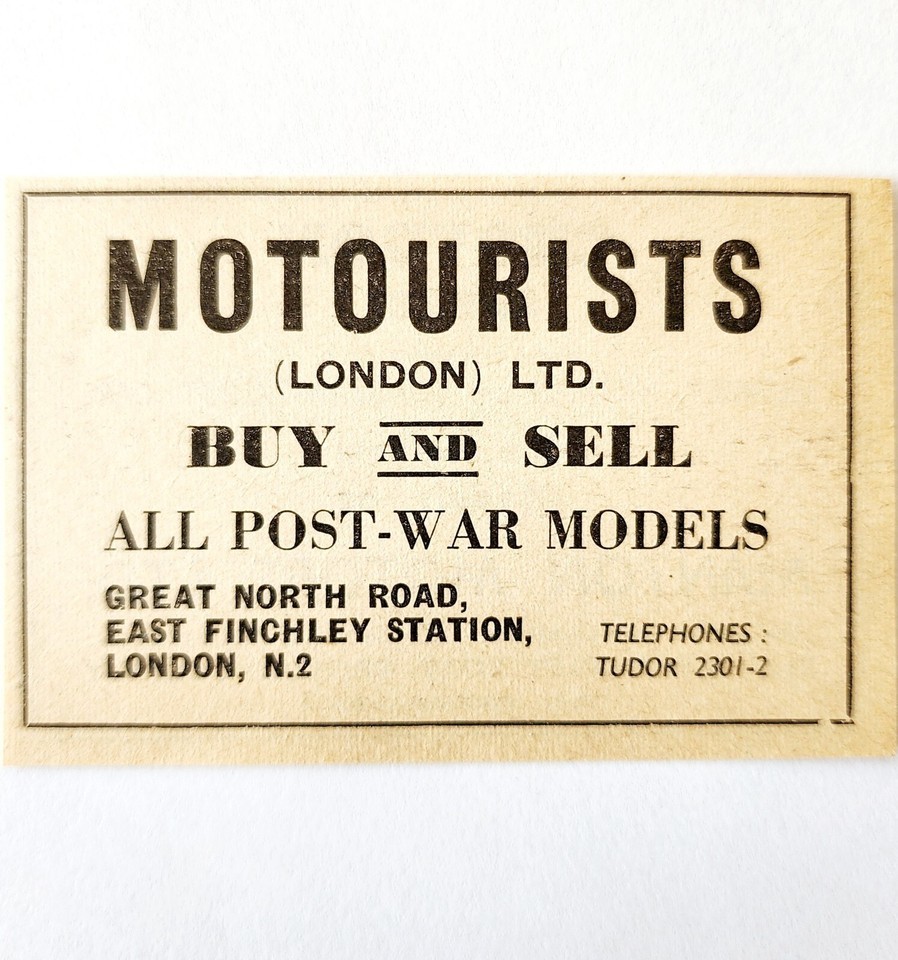 MOTOURISTS
(LONDON) LTD.
BUY AND SELL
ALL POST-WAR MODELS
GREAT NORTH ROAD,
EAST FINCHLEY STATION,
LONDON, N.2
TELEPHONES :
TUDOR 2301-2